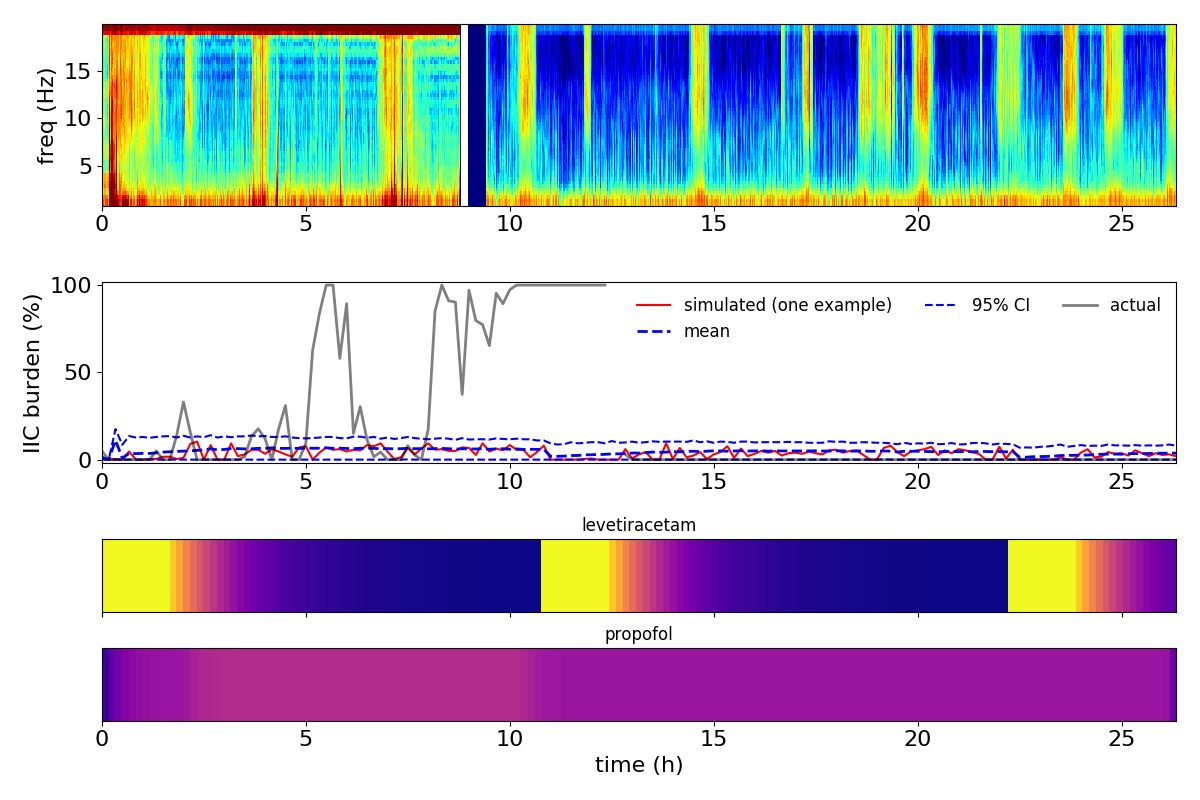 freq (Hz)
15
10
5
0 5 10 15 20 25
IIC burden (%)
100
50
0
simulated (one example) 95% CI actual
mean
0 5 10 15 20 25
levetiracetam
propofol
0 5 10 15 20 25
time (h)